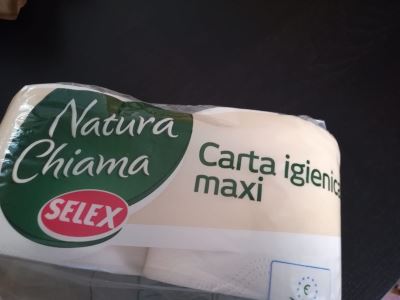 Natura
Chiama
SELEX
Carta igienica
maxi
€